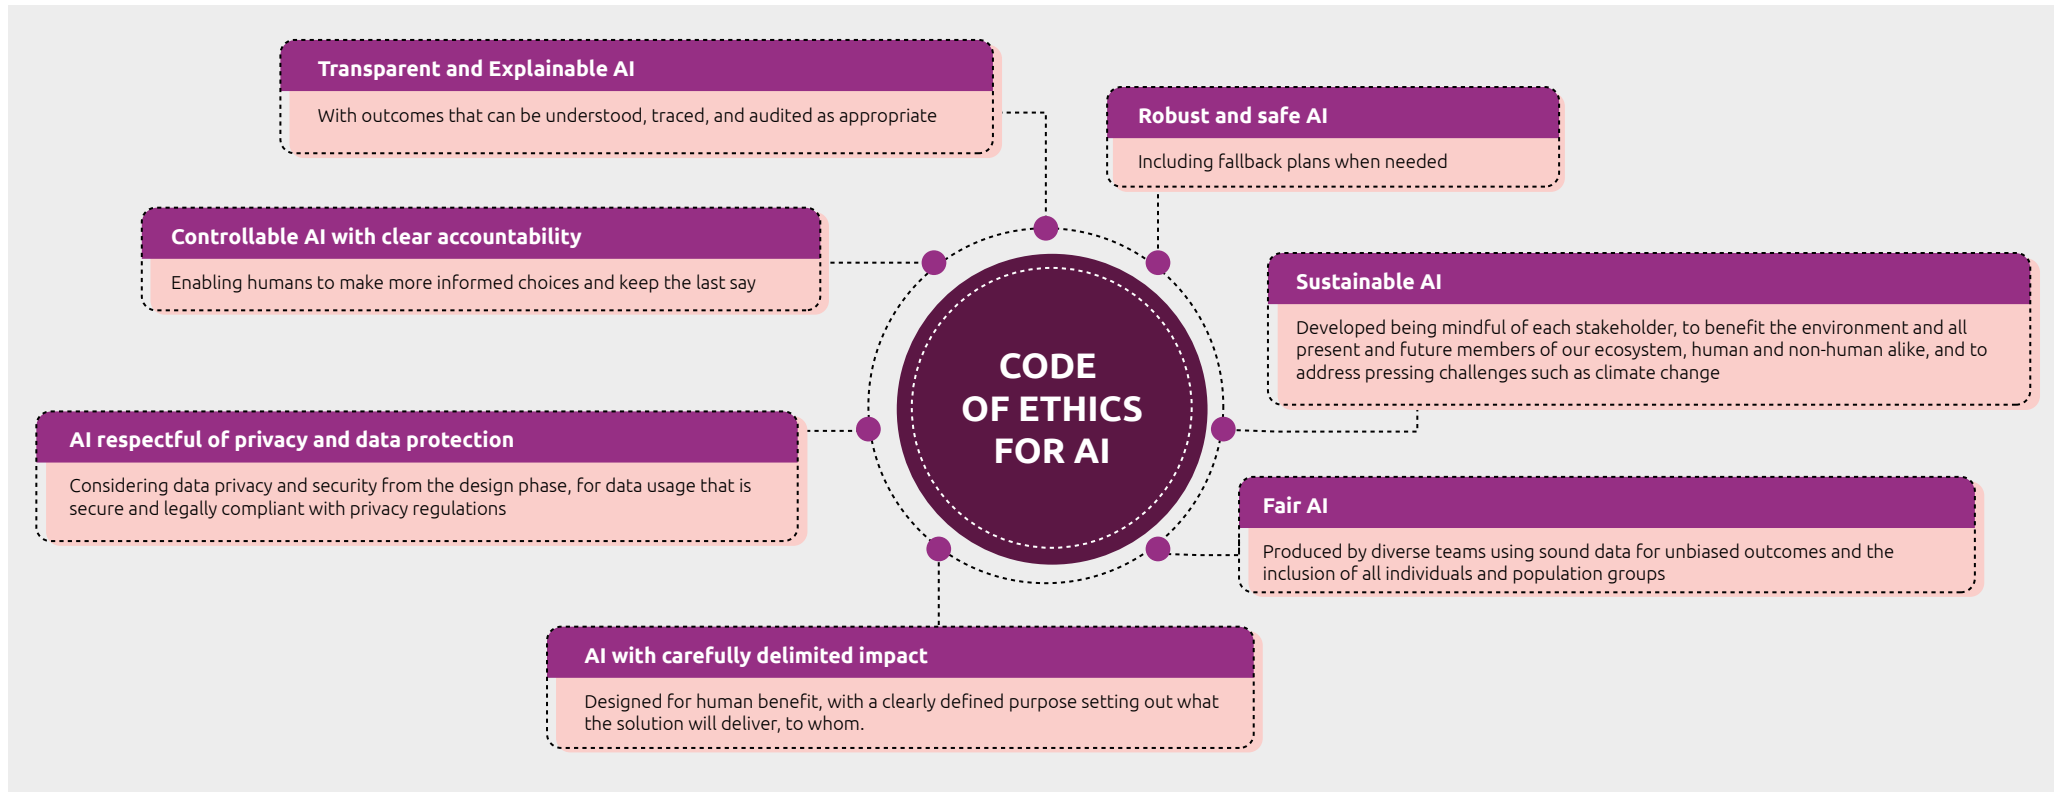 Transparent and Explainable AI
With outcomes that can be understood, traced, and audited as appropriate
Robust and safe AI
Including fallback plans when needed
Controllable AI with clear accountability
Enabling humans to make more informed choices and keep the last say
Sustainable AI
Developed being mindful of each stakeholder, to benefit the environment and all
present and future members of our ecosystem, human and non-human alike, and to
address pressing challenges such as climate change
CODE
OF ETHICS
FOR AI
AI respectful of privacy and data protection
Considering data privacy and security from the design phase, for data usage that is
secure and legally compliant with privacy regulations
Fair AI
Produced by diverse teams using sound data for unbiased outcomes and the
inclusion of all individuals and population groups
AI with carefully delimited impact
Designed for human benefit, with a clearly defined purpose setting out what
the solution will deliver, to whom.